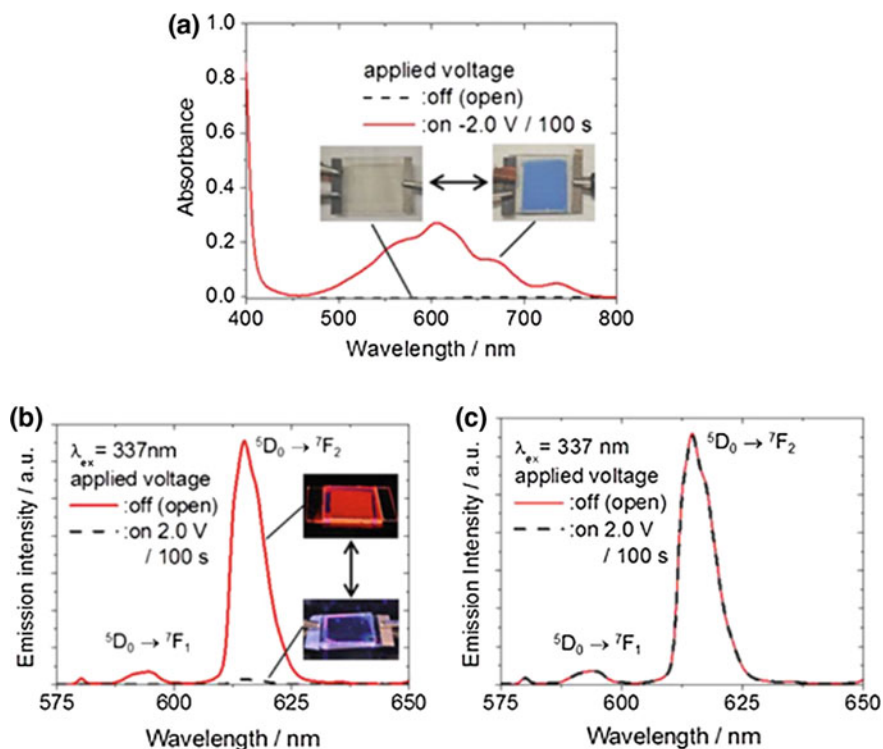 (a)
1.0
0.8
0.6
0.4
0.2
0.0
Absorbance
applied voltage
:off (open)
:on -2.0 V / 100 s
400 500 600 700 800
Wavelength / nm
(b)
Emission intensity / a.u.
λex = 337nm
applied voltage
:off (open)
:on 2.0 V
/ 100 s
⁵D₀ → ⁷F₂
⁵D₀ → ⁷F₁
575 600 625 650
Wavelength / nm
(c)
Emission Intensity / a.u.
λex = 337 nm
applied voltage
:off (open)
:on 2.0 V
/ 100 s
⁵D₀ → ⁷F₂
⁵D₀ → ⁷F₁
575 600 625 650
Wavelength / nm